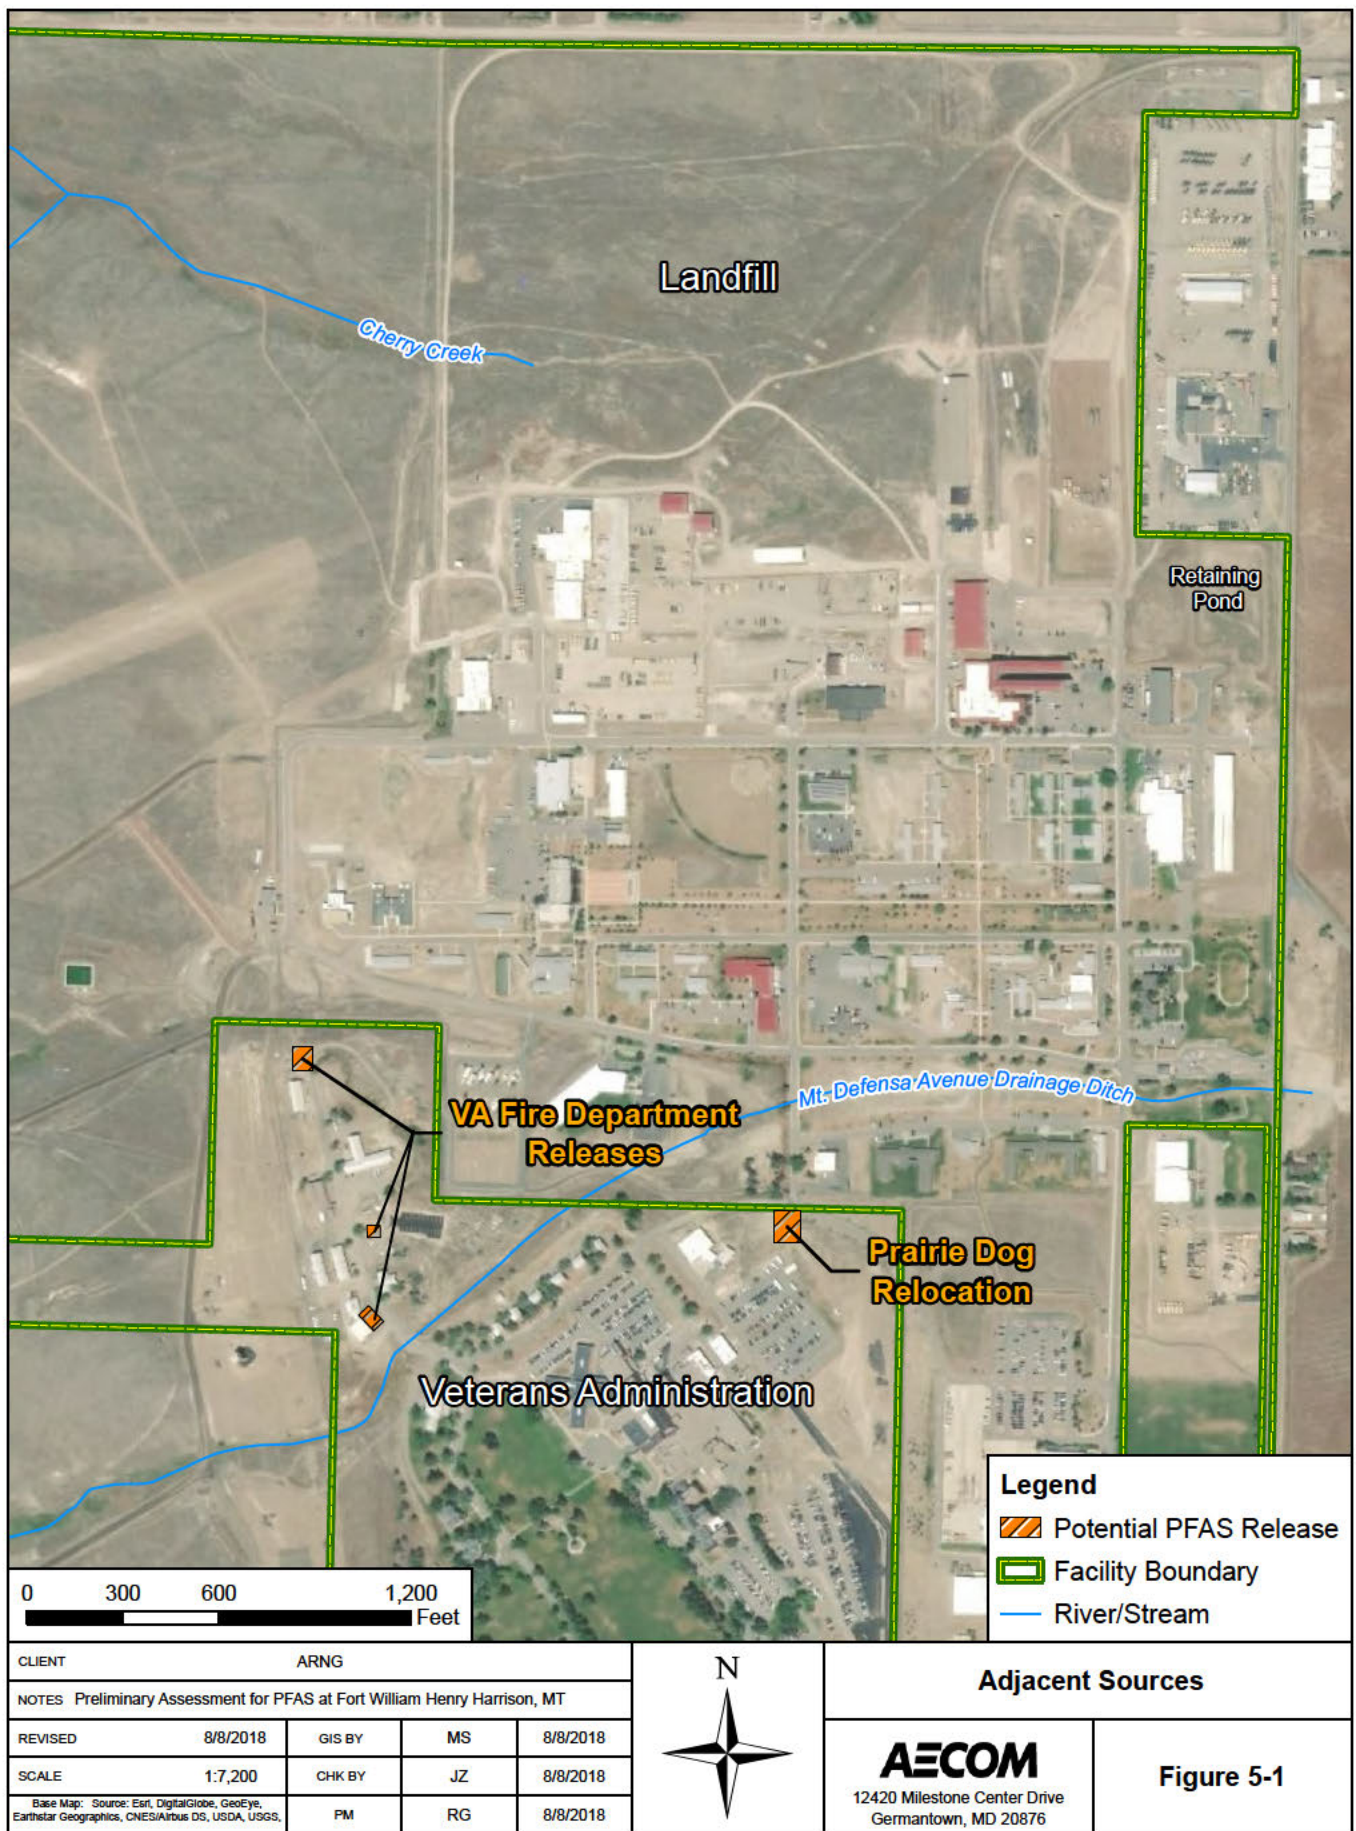 Landfill
Cherry Creek
Retaining
Pond
Mt. Defensa Avenue Drainage Ditch
VA Fire Department
Releases
Prairie Dog
Relocation
Veterans Administration
Legend
Potential PFAS Release
Facility Boundary
River/Stream
0 300 600 1,200
Feet
CLIENT ARNG
NOTES Preliminary Assessment for PFAS at Fort William Henry Harrison, MT
REVISED 8/8/2018 GIS BY MS 8/8/2018
SCALE 1:7,200 CHK BY JZ 8/8/2018
Base Map: Source: Esri, DigitalGlobe, GeoEye,
Earthstar Geographics, CNES/Airbus DS, USDA, USGS,
PM RG 8/8/2018
N
Adjacent Sources
AECOM
12420 Milestone Center Drive
Germantown, MD 20876
Figure 5-1